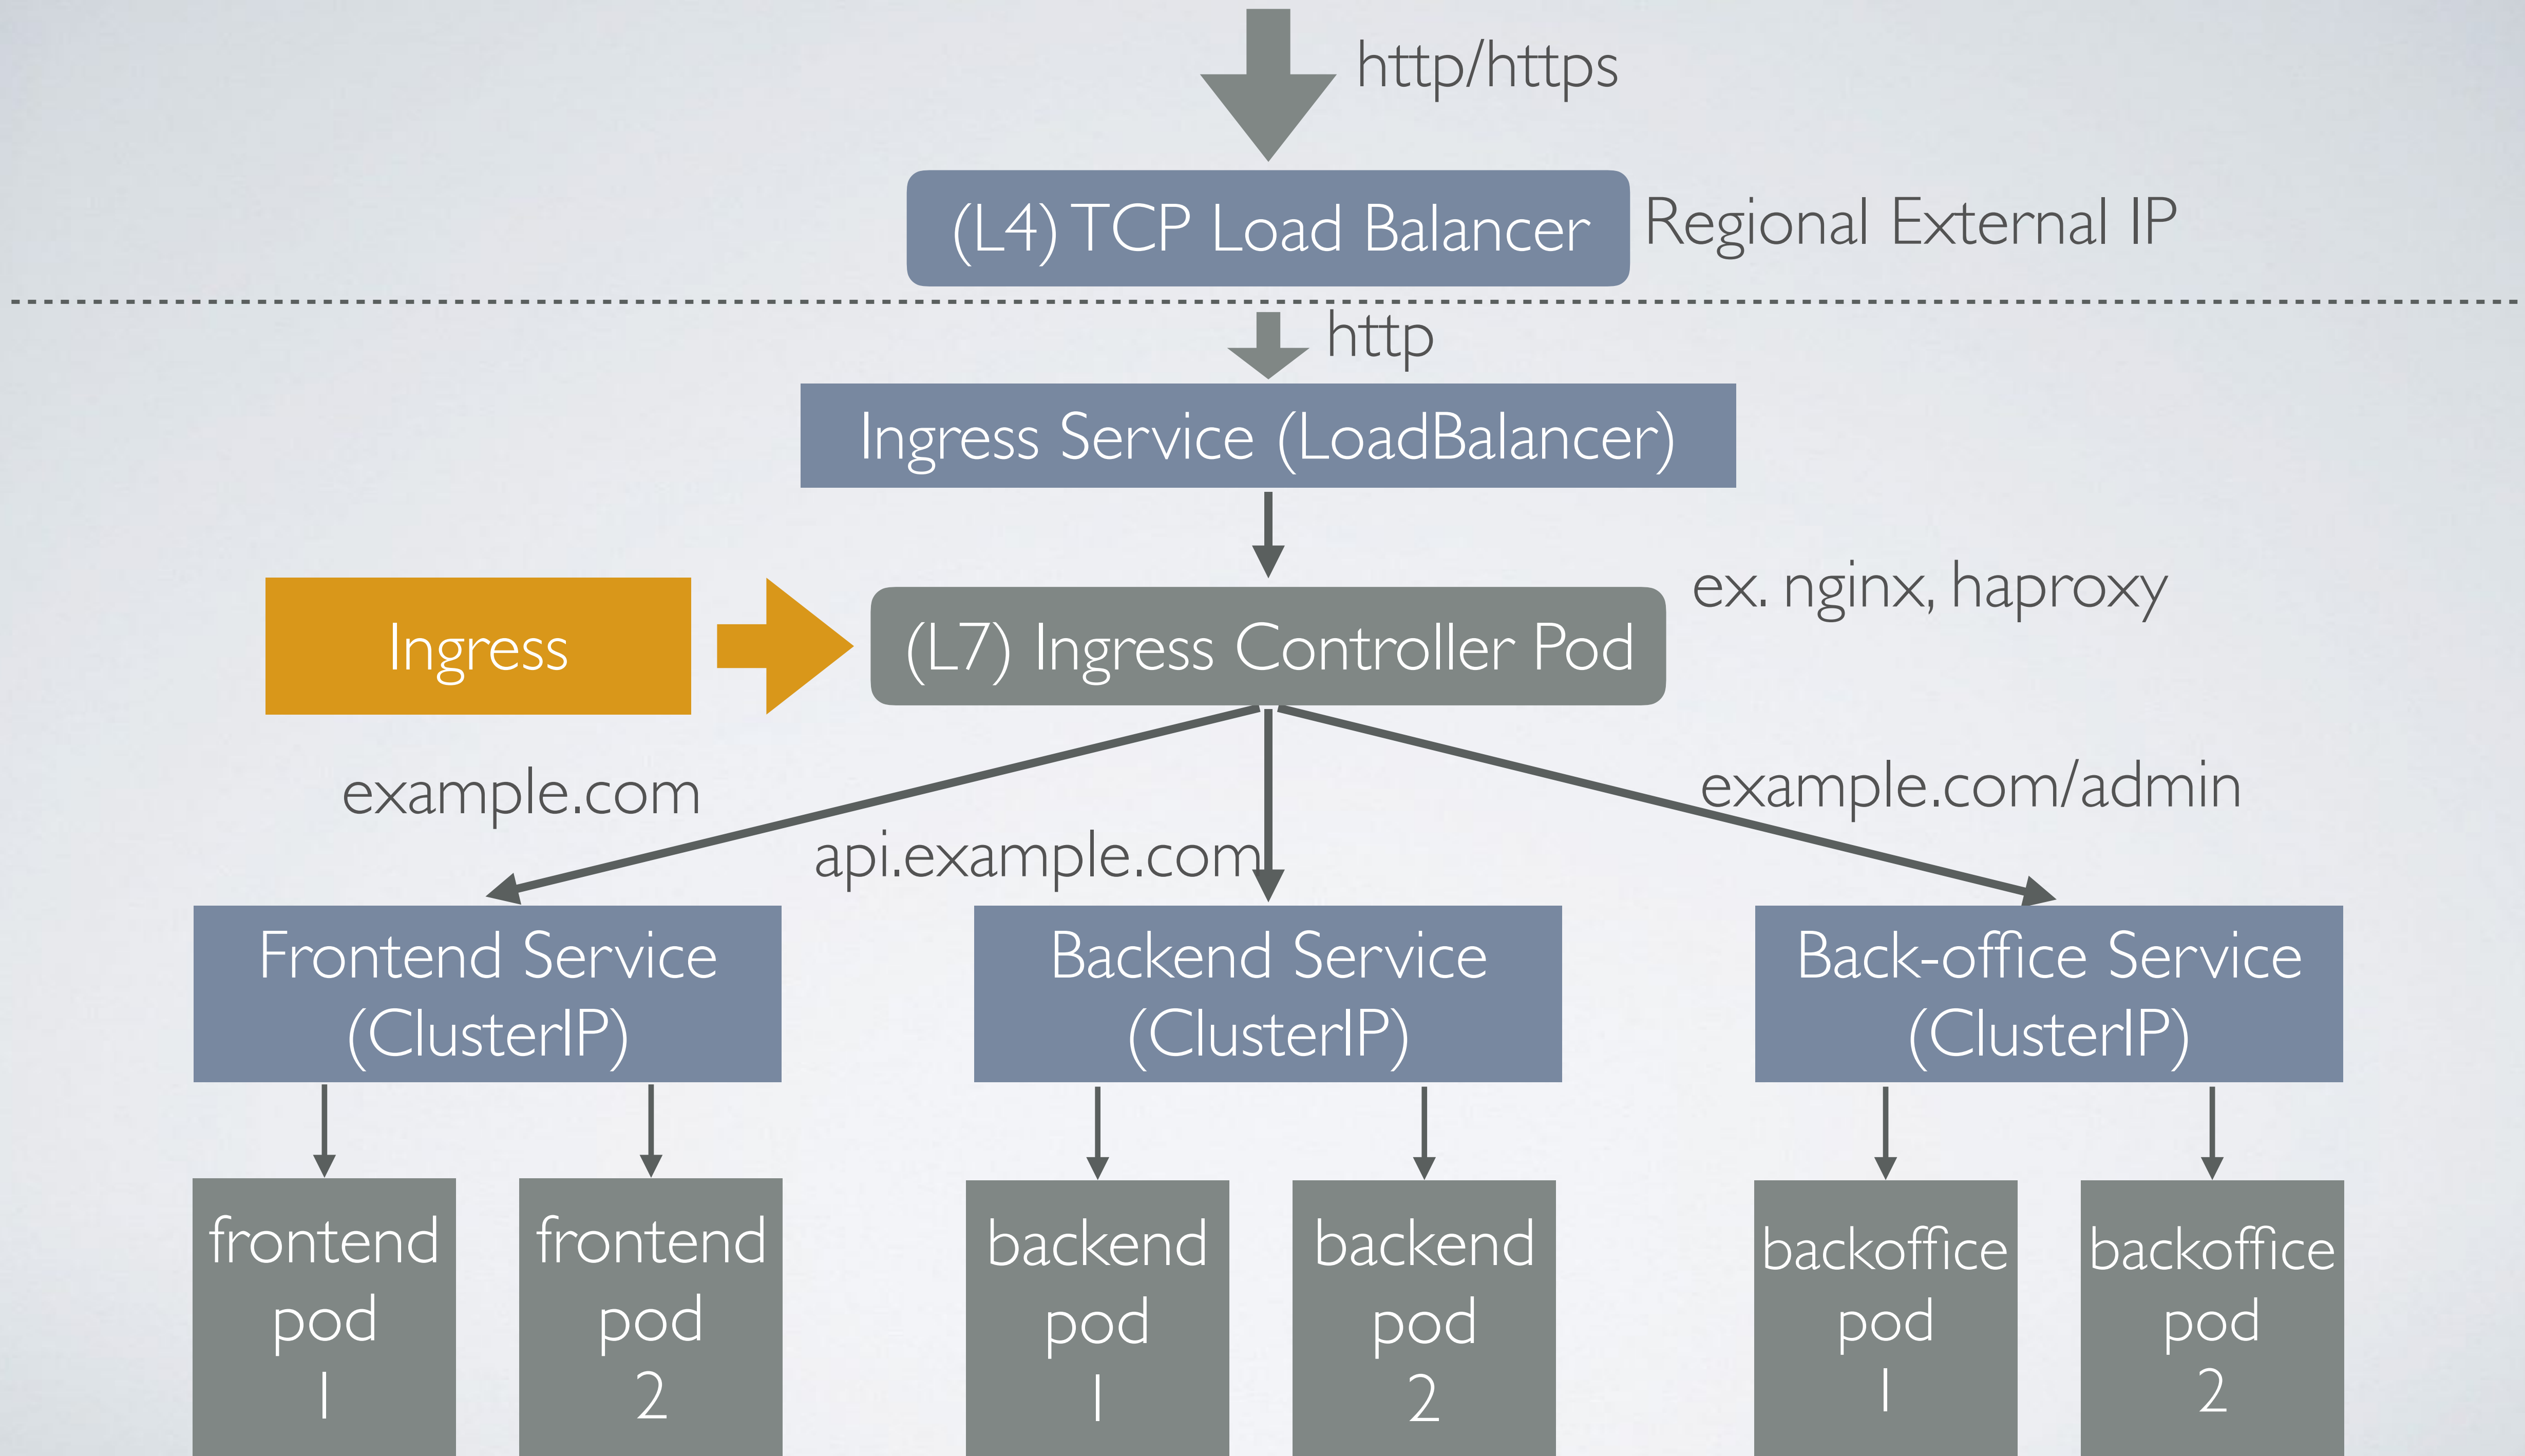 http/https
(L4) TCP Load Balancer
Regional External IP
http
Ingress Service (LoadBalancer)
ex. nginx, haproxy
Ingress
(L7) Ingress Controller Pod
example.com
example.com/admin
api.example.com
Frontend Service
(ClusterIP)
Backend Service
(ClusterIP)
Back-office Service
(ClusterIP)
frontend
pod
1
frontend
pod
2
backend
pod
1
backend
pod
2
backoffice
pod
1
backoffice
pod
2